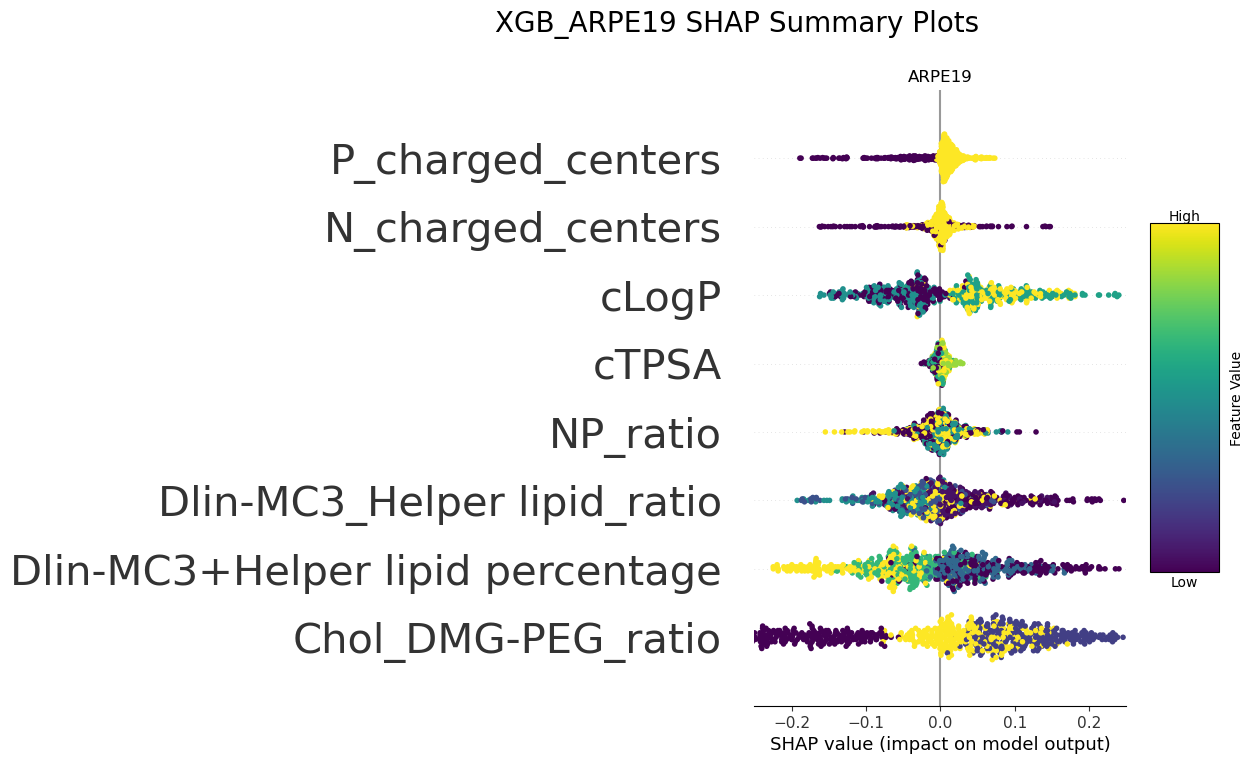 XGB_ARPE19 SHAP Summary Plots
ARPE19
P_charged_centers
N_charged_centers
cLogP
cTPSA
NP_ratio
Dlin-MC3_Helper lipid_ratio
Dlin-MC3+Helper lipid percentage
Chol_DMG-PEG_ratio
−0.2 −0.1 0.0 0.1 0.2
SHAP value (impact on model output)
High
Feature Value
Low